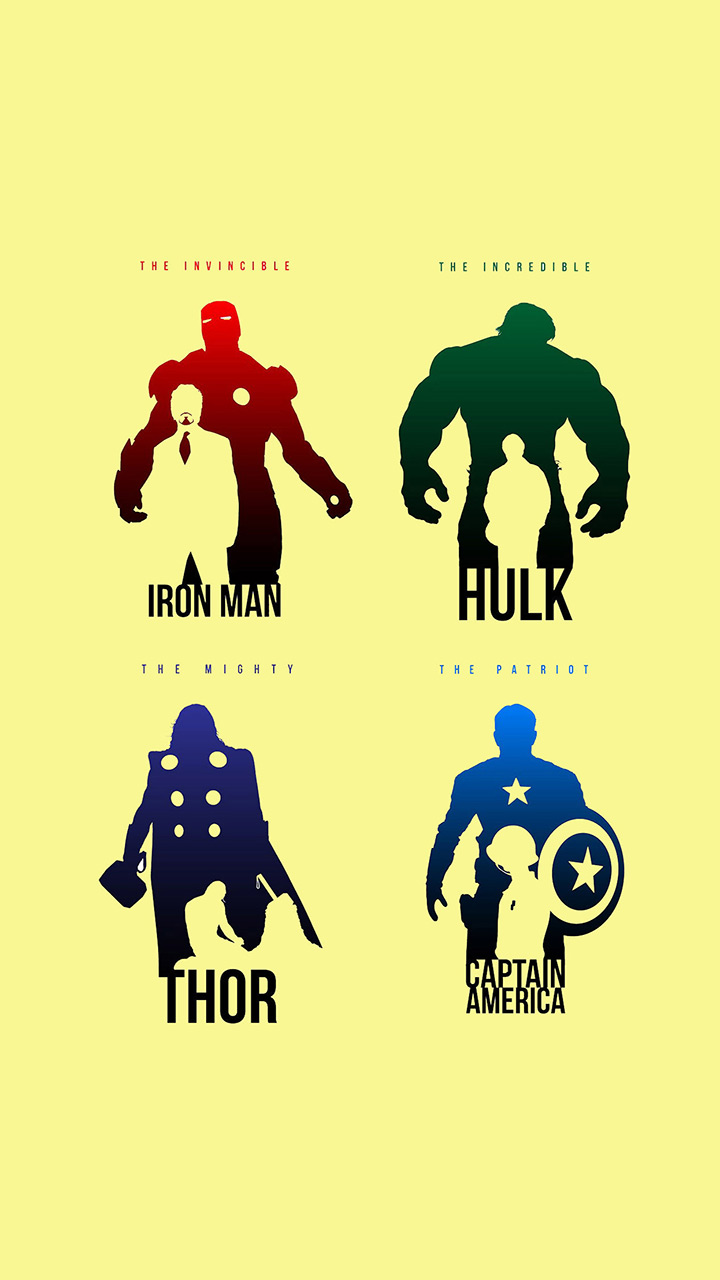 THE INVINCIBLE
IRON MAN
THE INCREDIBLE
HULK
THE MIGHTY
THOR
THE PATRIOT
CAPTAIN
AMERICA